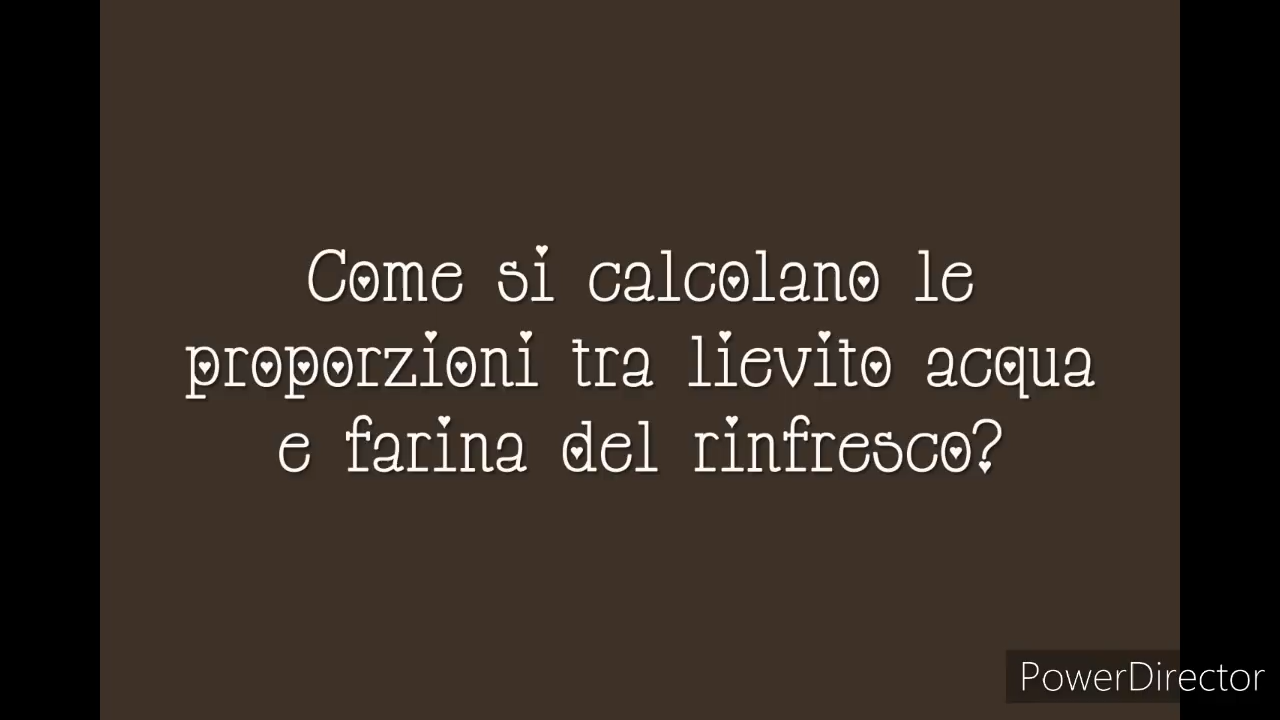 Come si calcolano le
proporzioni tra lievito acqua
e farina del rinfresco?
PowerDirector